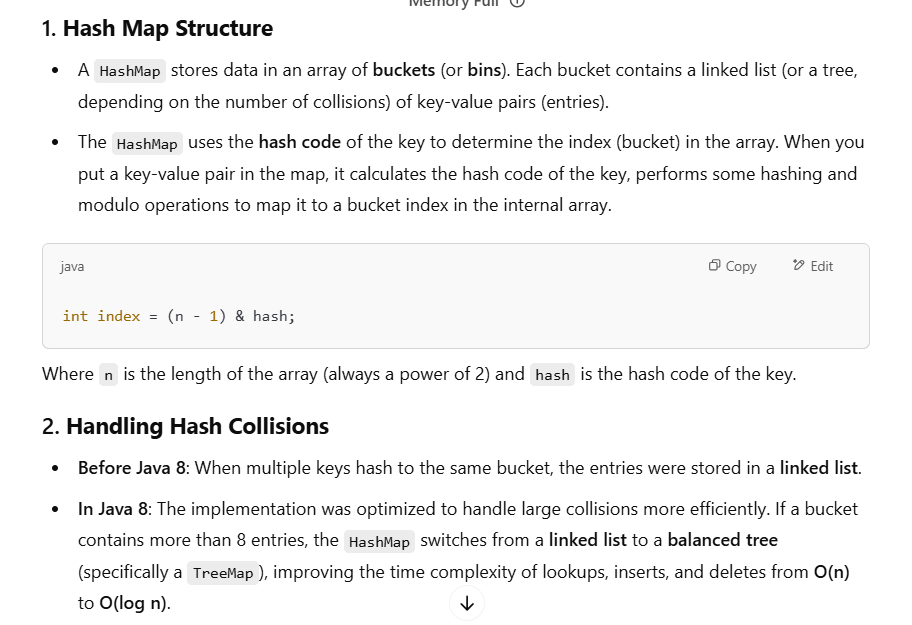 Memory Full
1. Hash Map Structure
• A HashMap stores data in an array of buckets (or bins). Each bucket contains a linked list (or a tree,
depending on the number of collisions) of key-value pairs (entries).
• The HashMap uses the hash code of the key to determine the index (bucket) in the array. When you
put a key-value pair in the map, it calculates the hash code of the key, performs some hashing and
modulo operations to map it to a bucket index in the internal array.
java Copy Edit
int index = (n - 1) & hash;
Where n is the length of the array (always a power of 2) and hash is the hash code of the key.
2. Handling Hash Collisions
• Before Java 8: When multiple keys hash to the same bucket, the entries were stored in a linked list.
• In Java 8: The implementation was optimized to handle large collisions more efficiently. If a bucket
contains more than 8 entries, the HashMap switches from a linked list to a balanced tree
(specifically a TreeMap), improving the time complexity of lookups, inserts, and deletes from O(n)
to O(log n).